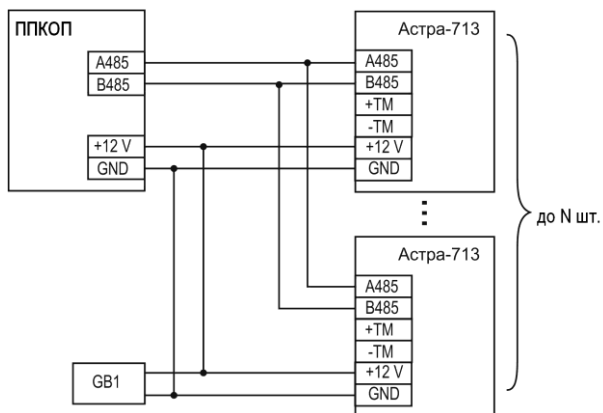 ППКОП
A485
B485
+12 V
GND
Астра-713
A485
B485
+TM
-TM
+12 V
GND
до N шт.
Астра-713
A485
B485
+TM
-TM
+12 V
GND
GB1